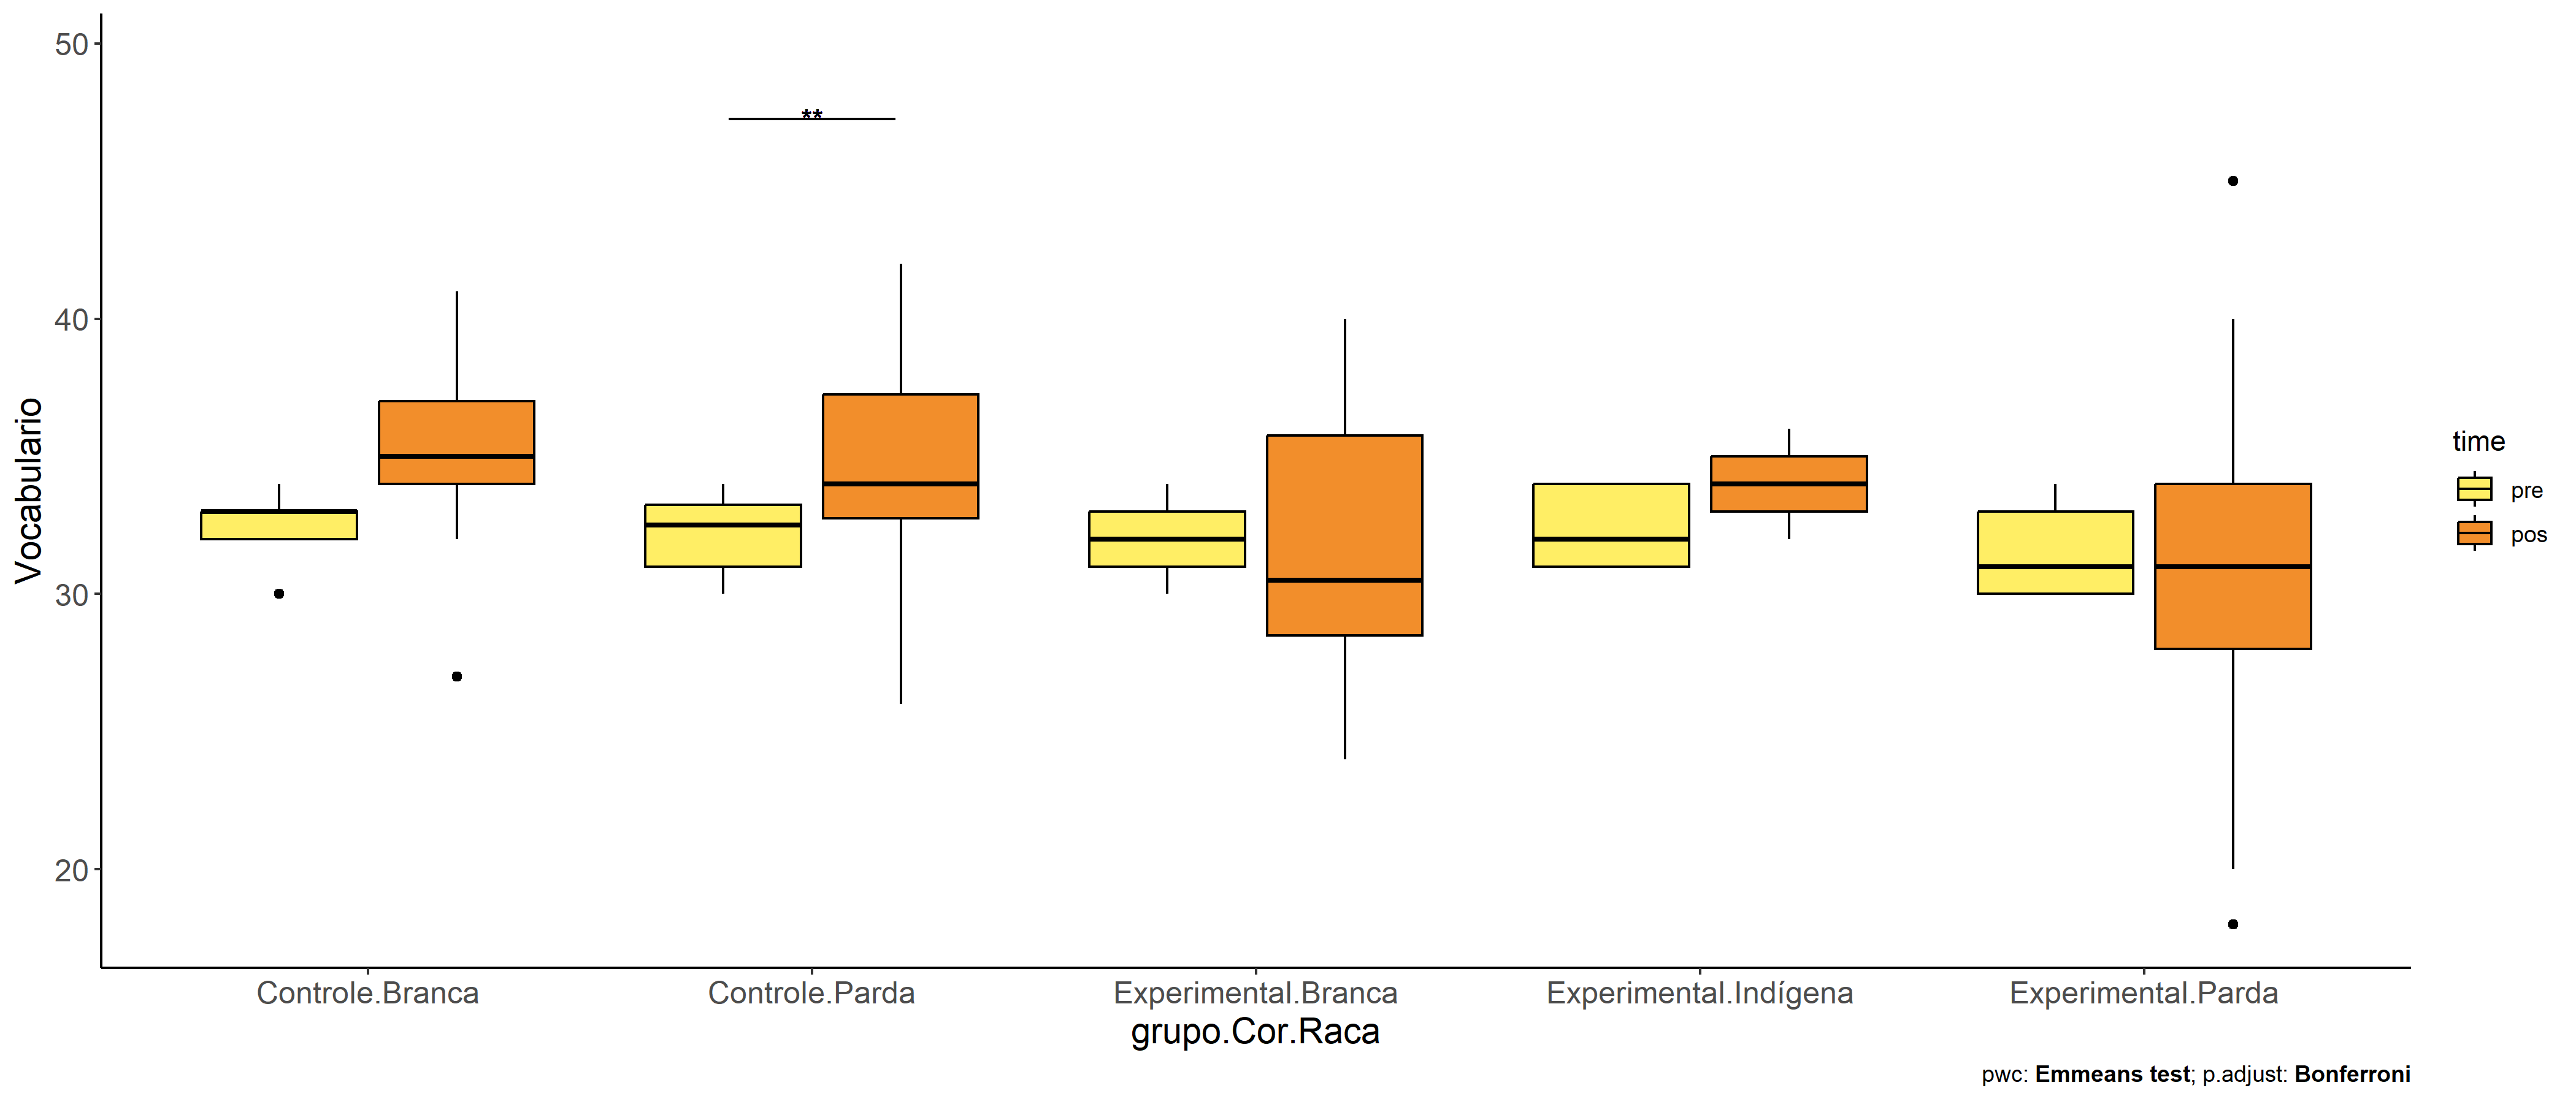 50
**
40
30
20
Vocabulario
Controle.Branca
Controle.Parda
Experimental.Branca
Experimental.Indígena
Experimental.Parda
grupo.Cor.Raca
time
pre
pos
pwc: Emmeans test; p.adjust: Bonferroni